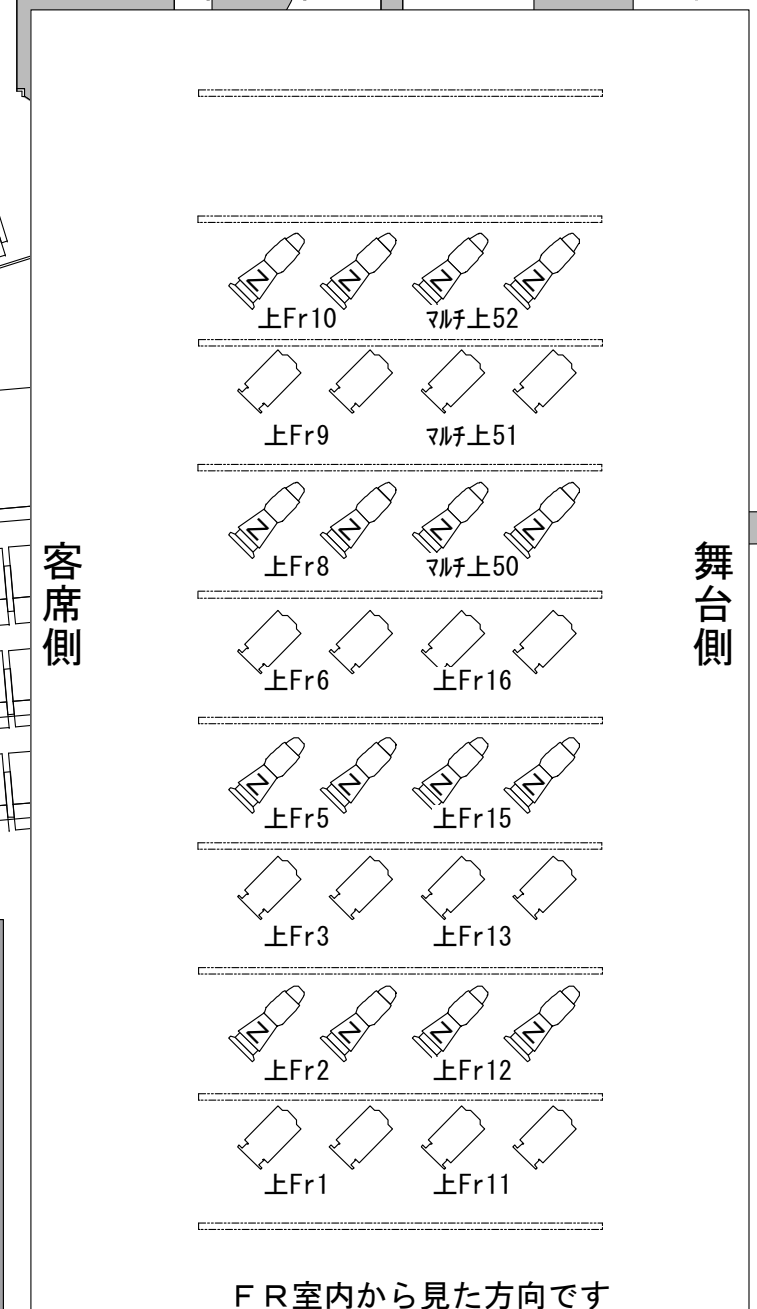 N N N N
上Fr10 ﾏﾙﾁ上52
上Fr9 ﾏﾙﾁ上51
N N N N
上Fr8 ﾏﾙﾁ上50
客席側
舞台側
上Fr6 上Fr16
N N N N
上Fr5 上Fr15
上Fr3 上Fr13
N N N N
上Fr2 上Fr12
上Fr1 上Fr11
ＦＲ室内から見た方向です